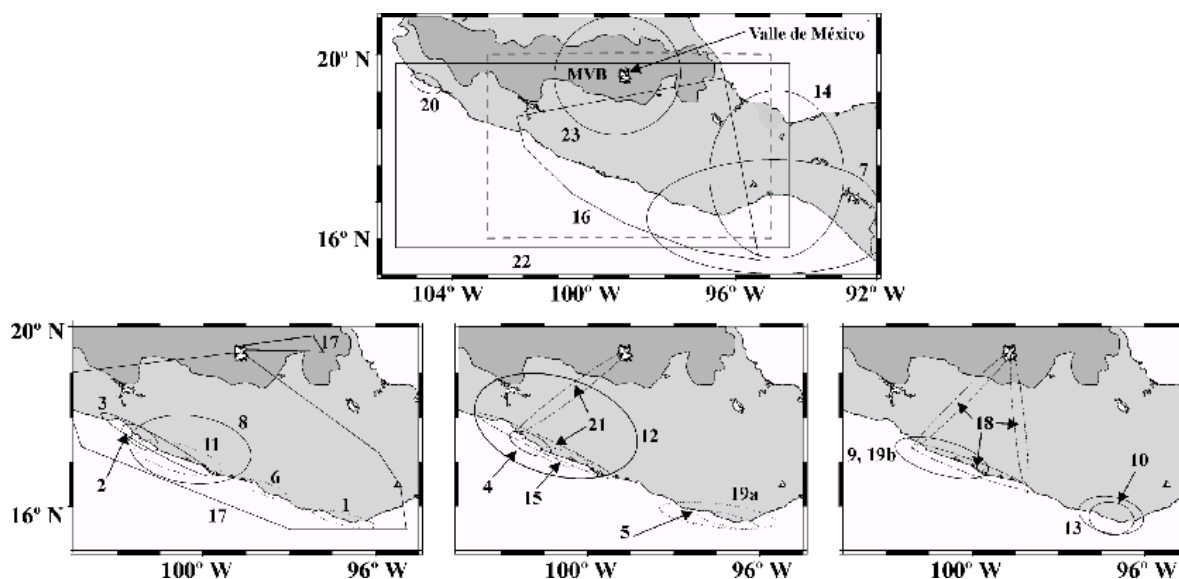 20° N
Valle de México
MVB
14
20
23
7
16
16° N
22
104° W
100° W
96° W
92° W
20° N
17
3
8
11
2
6
1
17
16° N
100° W
96° W
21
12
4
15
19a
5
100° W
96° W
18
9, 19b
10
13
100° W
96° W